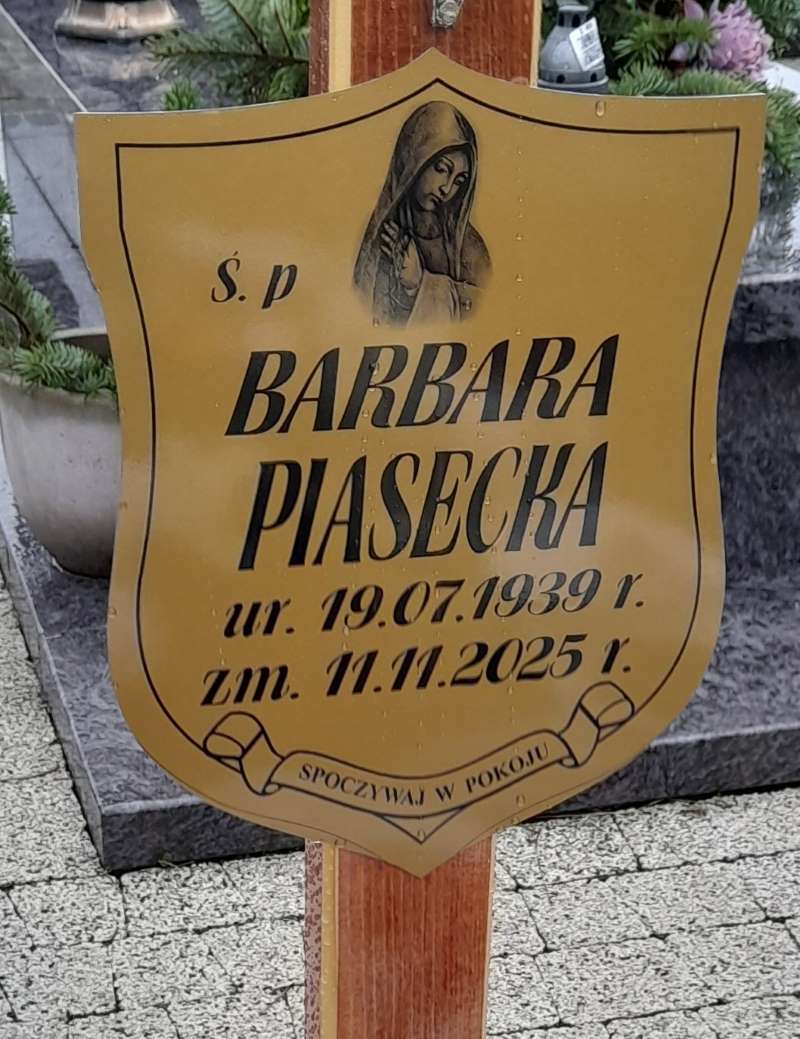 Ś. p
BARBARA
PIASECKA
ur. 19.07.1939 r.
zm. 11.11.2025 r.
SPOCZYWAJ W POKOJU